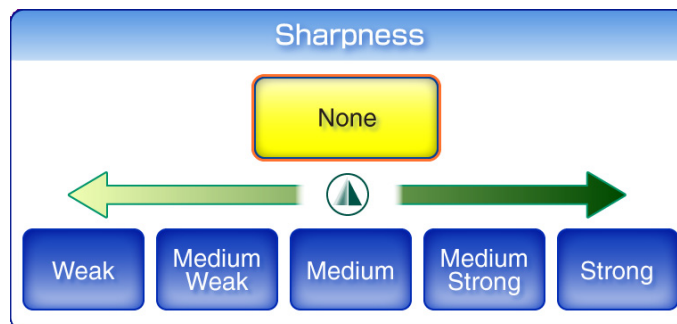 Sharpness
None
Weak
Medium
Weak
Medium
Medium
Strong
Strong